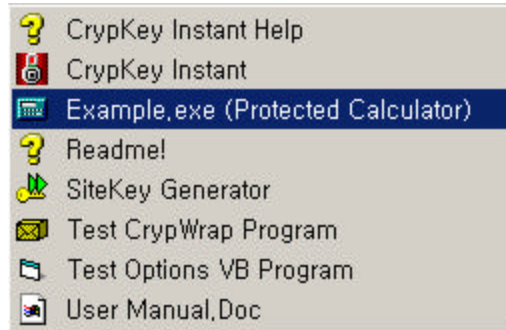 CrypKey Instant Help
CrypKey Instant
Example,exe (Protected Calculator)
Readme!
SiteKey Generator
Test CrypWrap Program
Test Options VB Program
User Manual,Doc